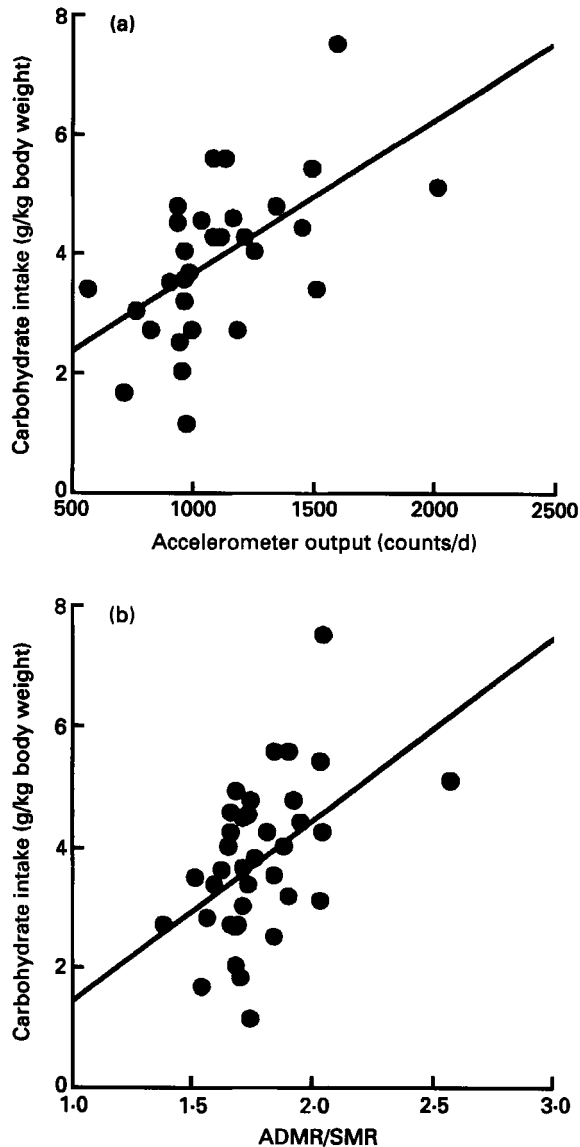 (a)
Carbohydrate intake (g/kg body weight)
8
6
4
2
0
500 1000 1500 2000 2500
Accelerometer output (counts/d)
(b)
Carbohydrate intake (g/kg body weight)
8
6
4
2
0
1·0 1·5 2·0 2·5 3·0
ADMR/SMR